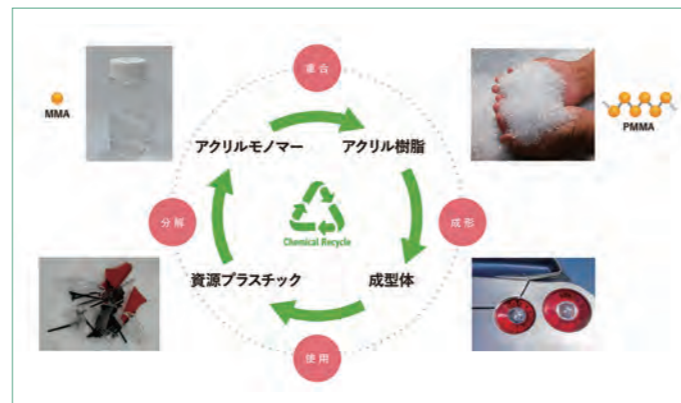 重合
MMA
PMMA
アクリルモノマー
アクリル樹脂
分解
Chemical Recycle
成形
資源プラスチック
成型体
使用